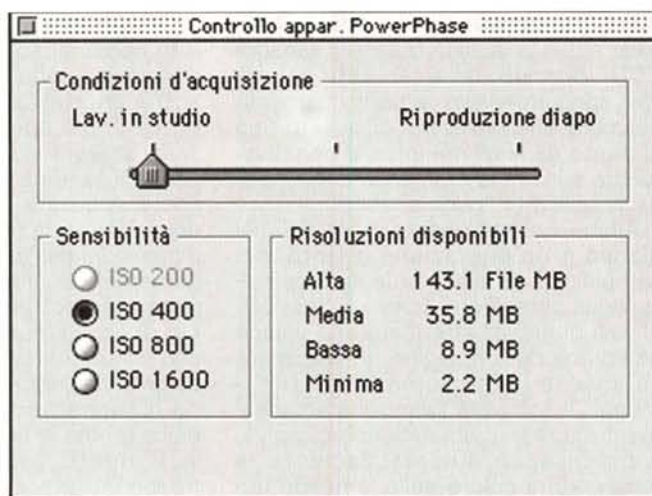 Controllo appar. PowerPhase
Condizioni d'acquisizione
Lav. in studio Riproduzione diapo
Sensibilità
ISO 200
ISO 400
ISO 800
ISO 1600
Risoluzioni disponibili
Alta 143.1 File MB
Media 35.8 MB
Bassa 8.9 MB
Minima 2.2 MB